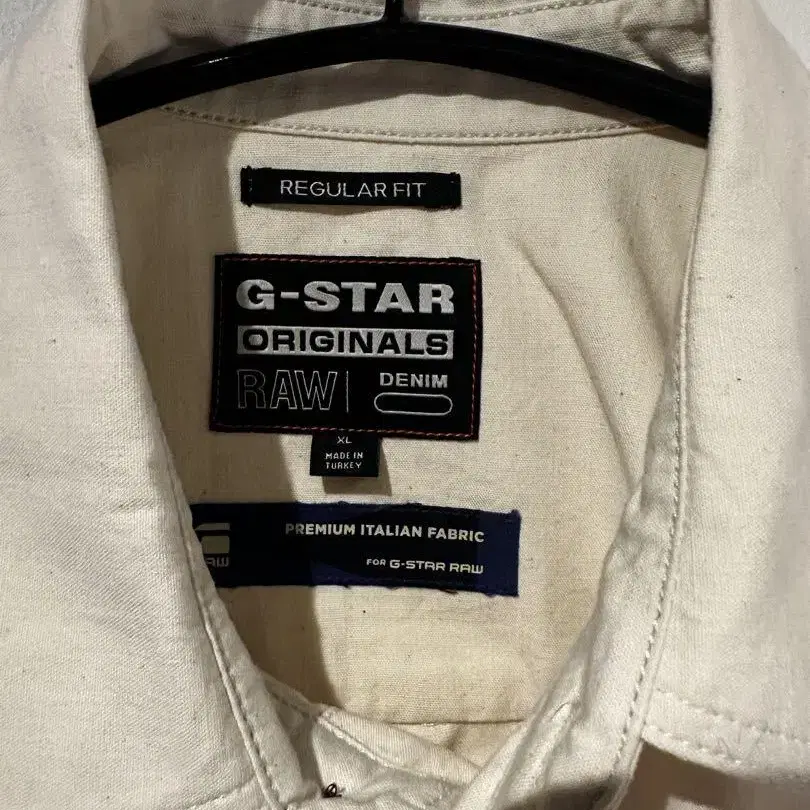 REGULAR FIT
G-STAR
ORIGINALS
RAW
DENIM
XL
MADE IN
TURKEY
PREMIUM ITALIAN FABRIC
FOR G-STAR RAW